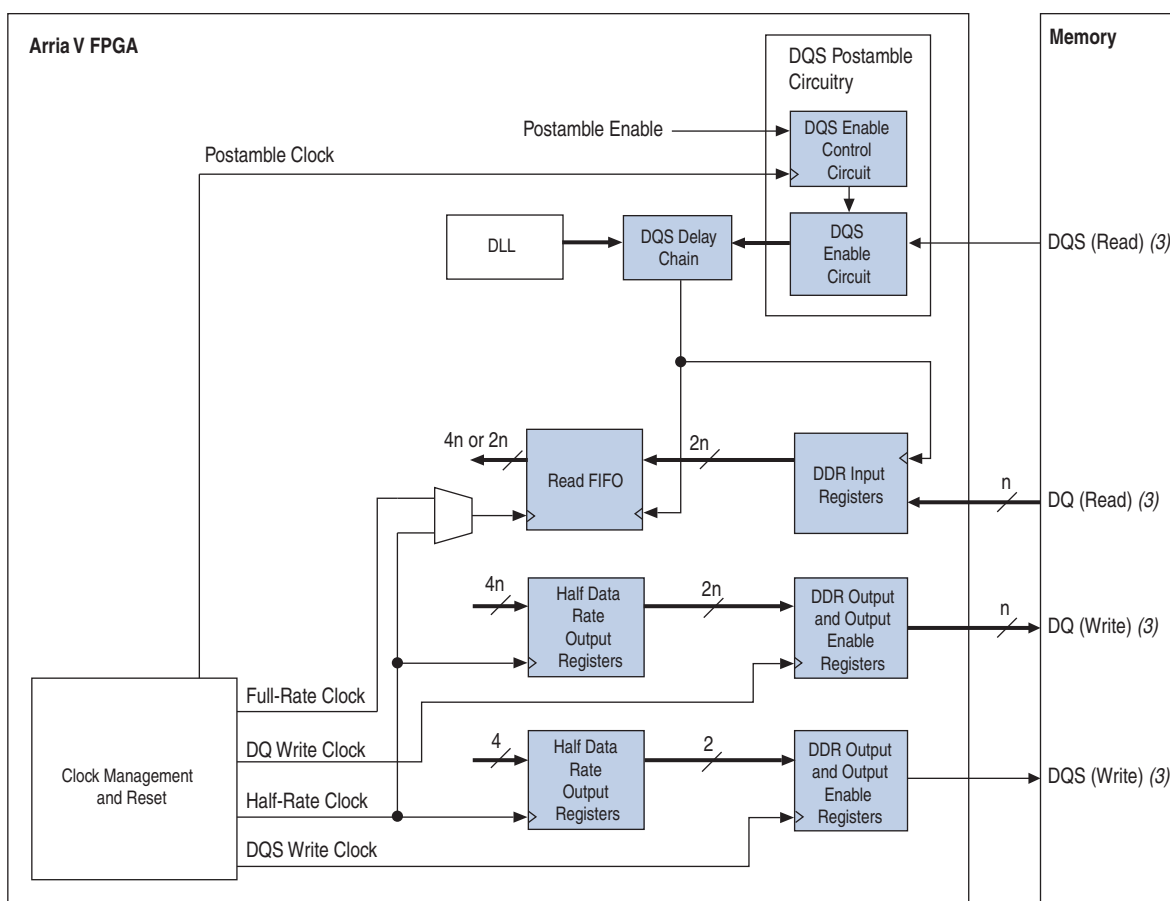 Arria V FPGA
Memory
DQS Postamble
Circuitry
Postamble Enable
DQS Enable
Control
Circuit
Postamble Clock
DLL
DQS Delay
Chain
DQS
Enable
Circuit
DQS (Read) (3)
4n or 2n
Read FIFO
2n
DDR Input
Registers
n
DQ (Read) (3)
4n
Half Data
Rate
Output
Registers
2n
DDR Output
and Output
Enable
Registers
n
DQ (Write) (3)
Clock Management
and Reset
Full-Rate Clock
DQ Write Clock
Half-Rate Clock
DQS Write Clock
4
Half Data
Rate
Output
Registers
2
DDR Output
and Output
Enable
Registers
DQS (Write) (3)